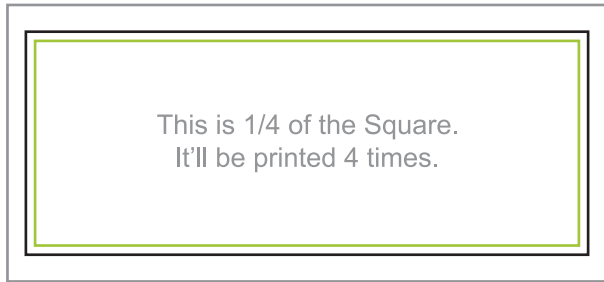 This is 1/4 of the Square.
It'll be printed 4 times.